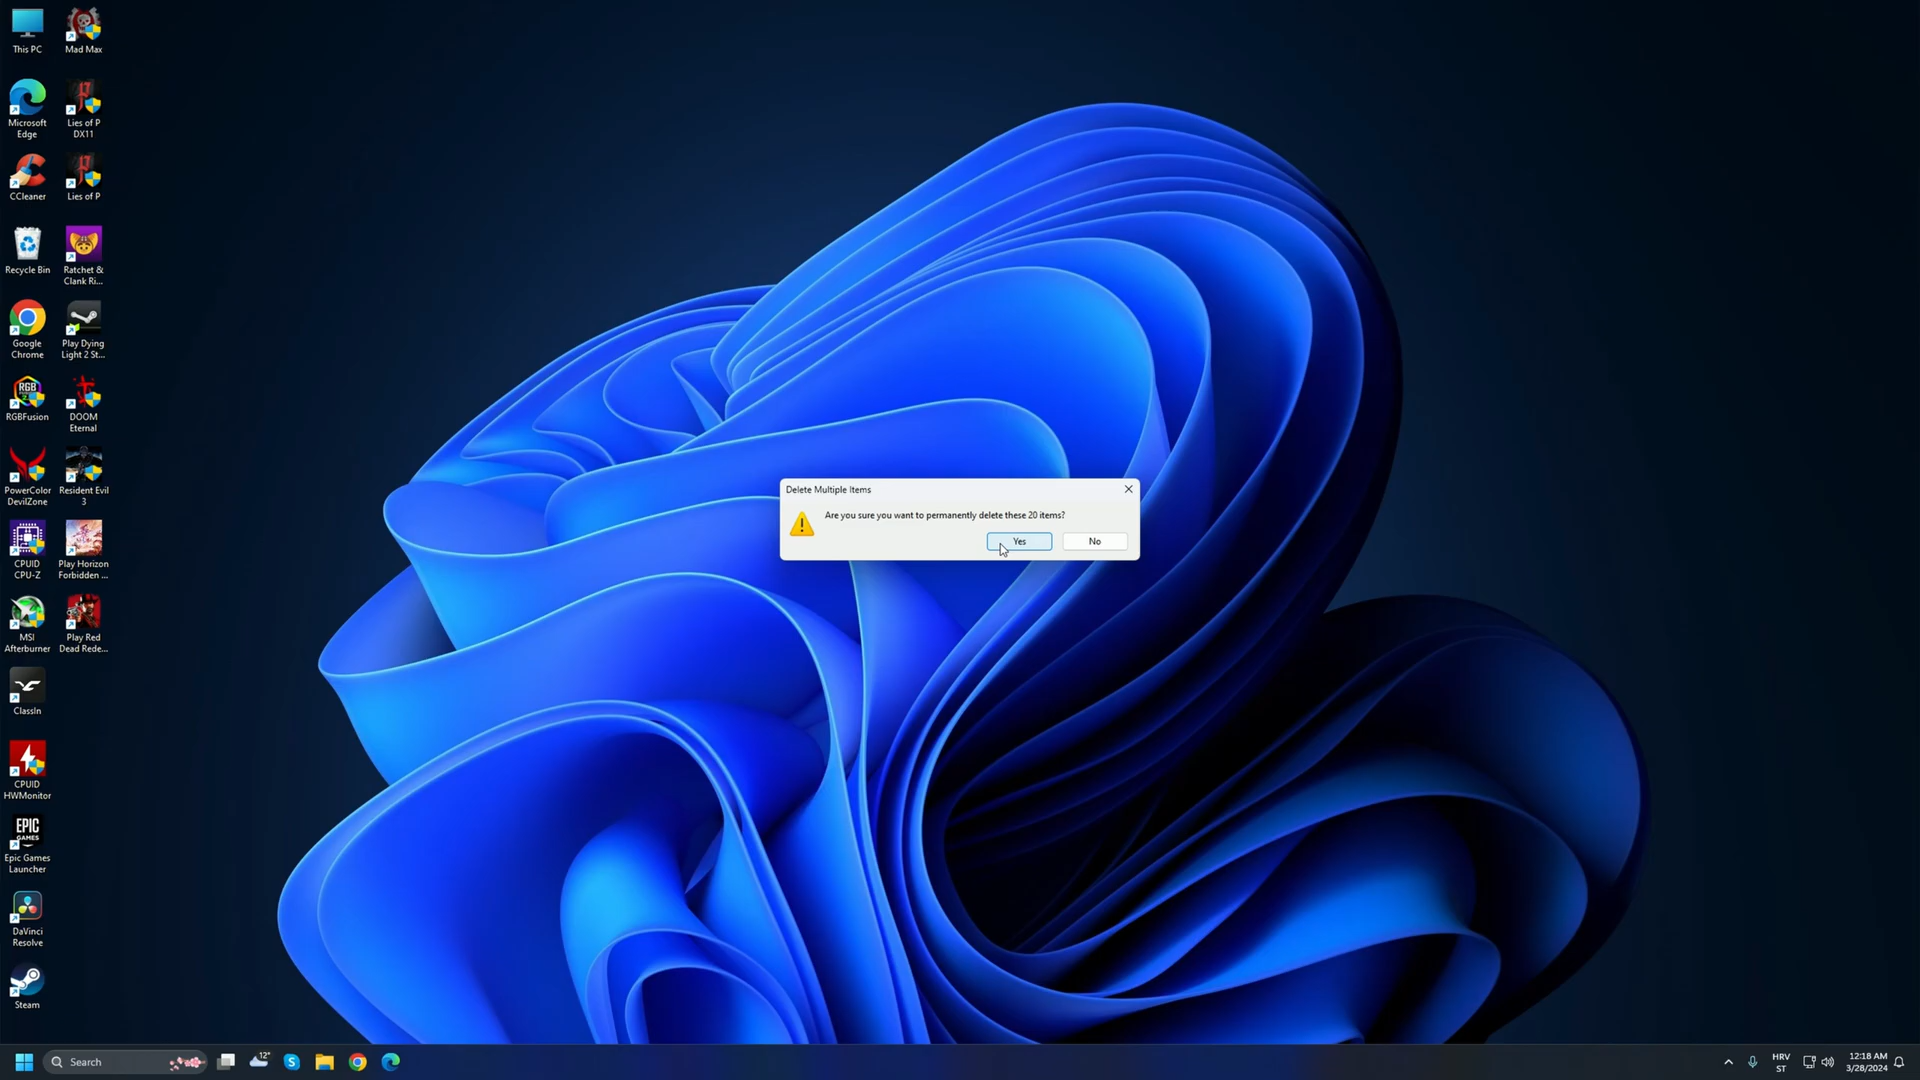 This PC
Mad Max
Microsoft
Edge
Lies of P
DX11
CCleaner
Lies of P
Recycle Bin
Ratchet &
Clank Ri...
Google
Chrome
Play Dying
Light 2 St...
RGB
RGBFusion
DOOM
Eternal
PowerColor
DevilZone
Resident Evil
3
CPUID
CPU-Z
Play Horizon
Forbidden ...
MSI
Afterburner
Play Red
Dead Rede...
ClassIn
CPUID
HWMonitor
EPIC
GAMES
Epic Games
Launcher
DaVinci
Resolve
Steam
Delete Multiple Items
Are you sure you want to permanently delete these 20 items?
Yes
No
Search
12°
HRV
ST
12:18 AM
3/28/2024